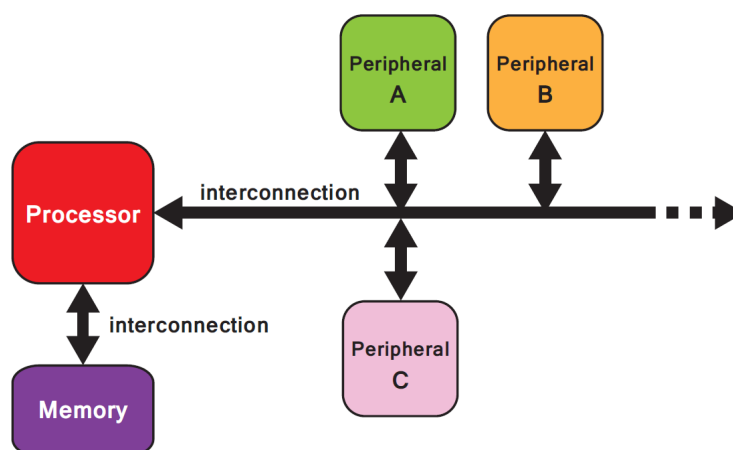 Peripheral
A
Peripheral
B
interconnection
Processor
interconnection
Peripheral
C
Memory